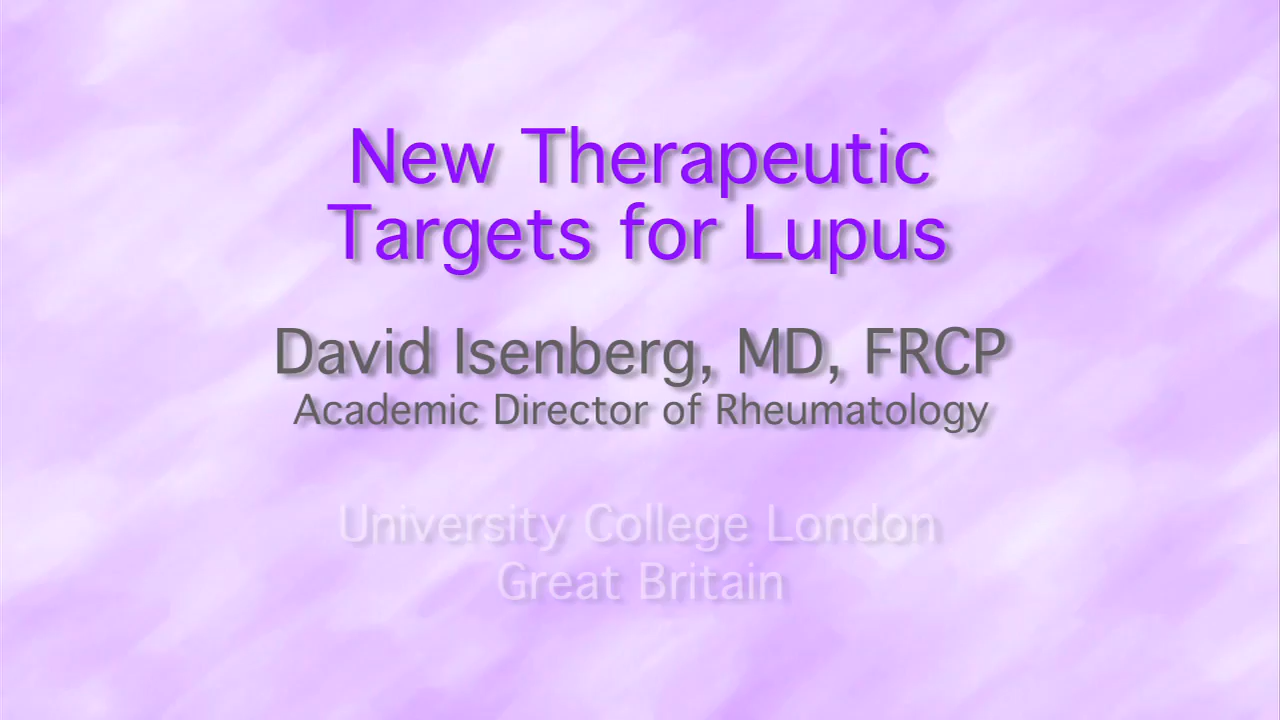 New Therapeutic
Targets for Lupus
David Isenberg, MD, FRCP
Academic Director of Rheumatology
University College London
Great Britain